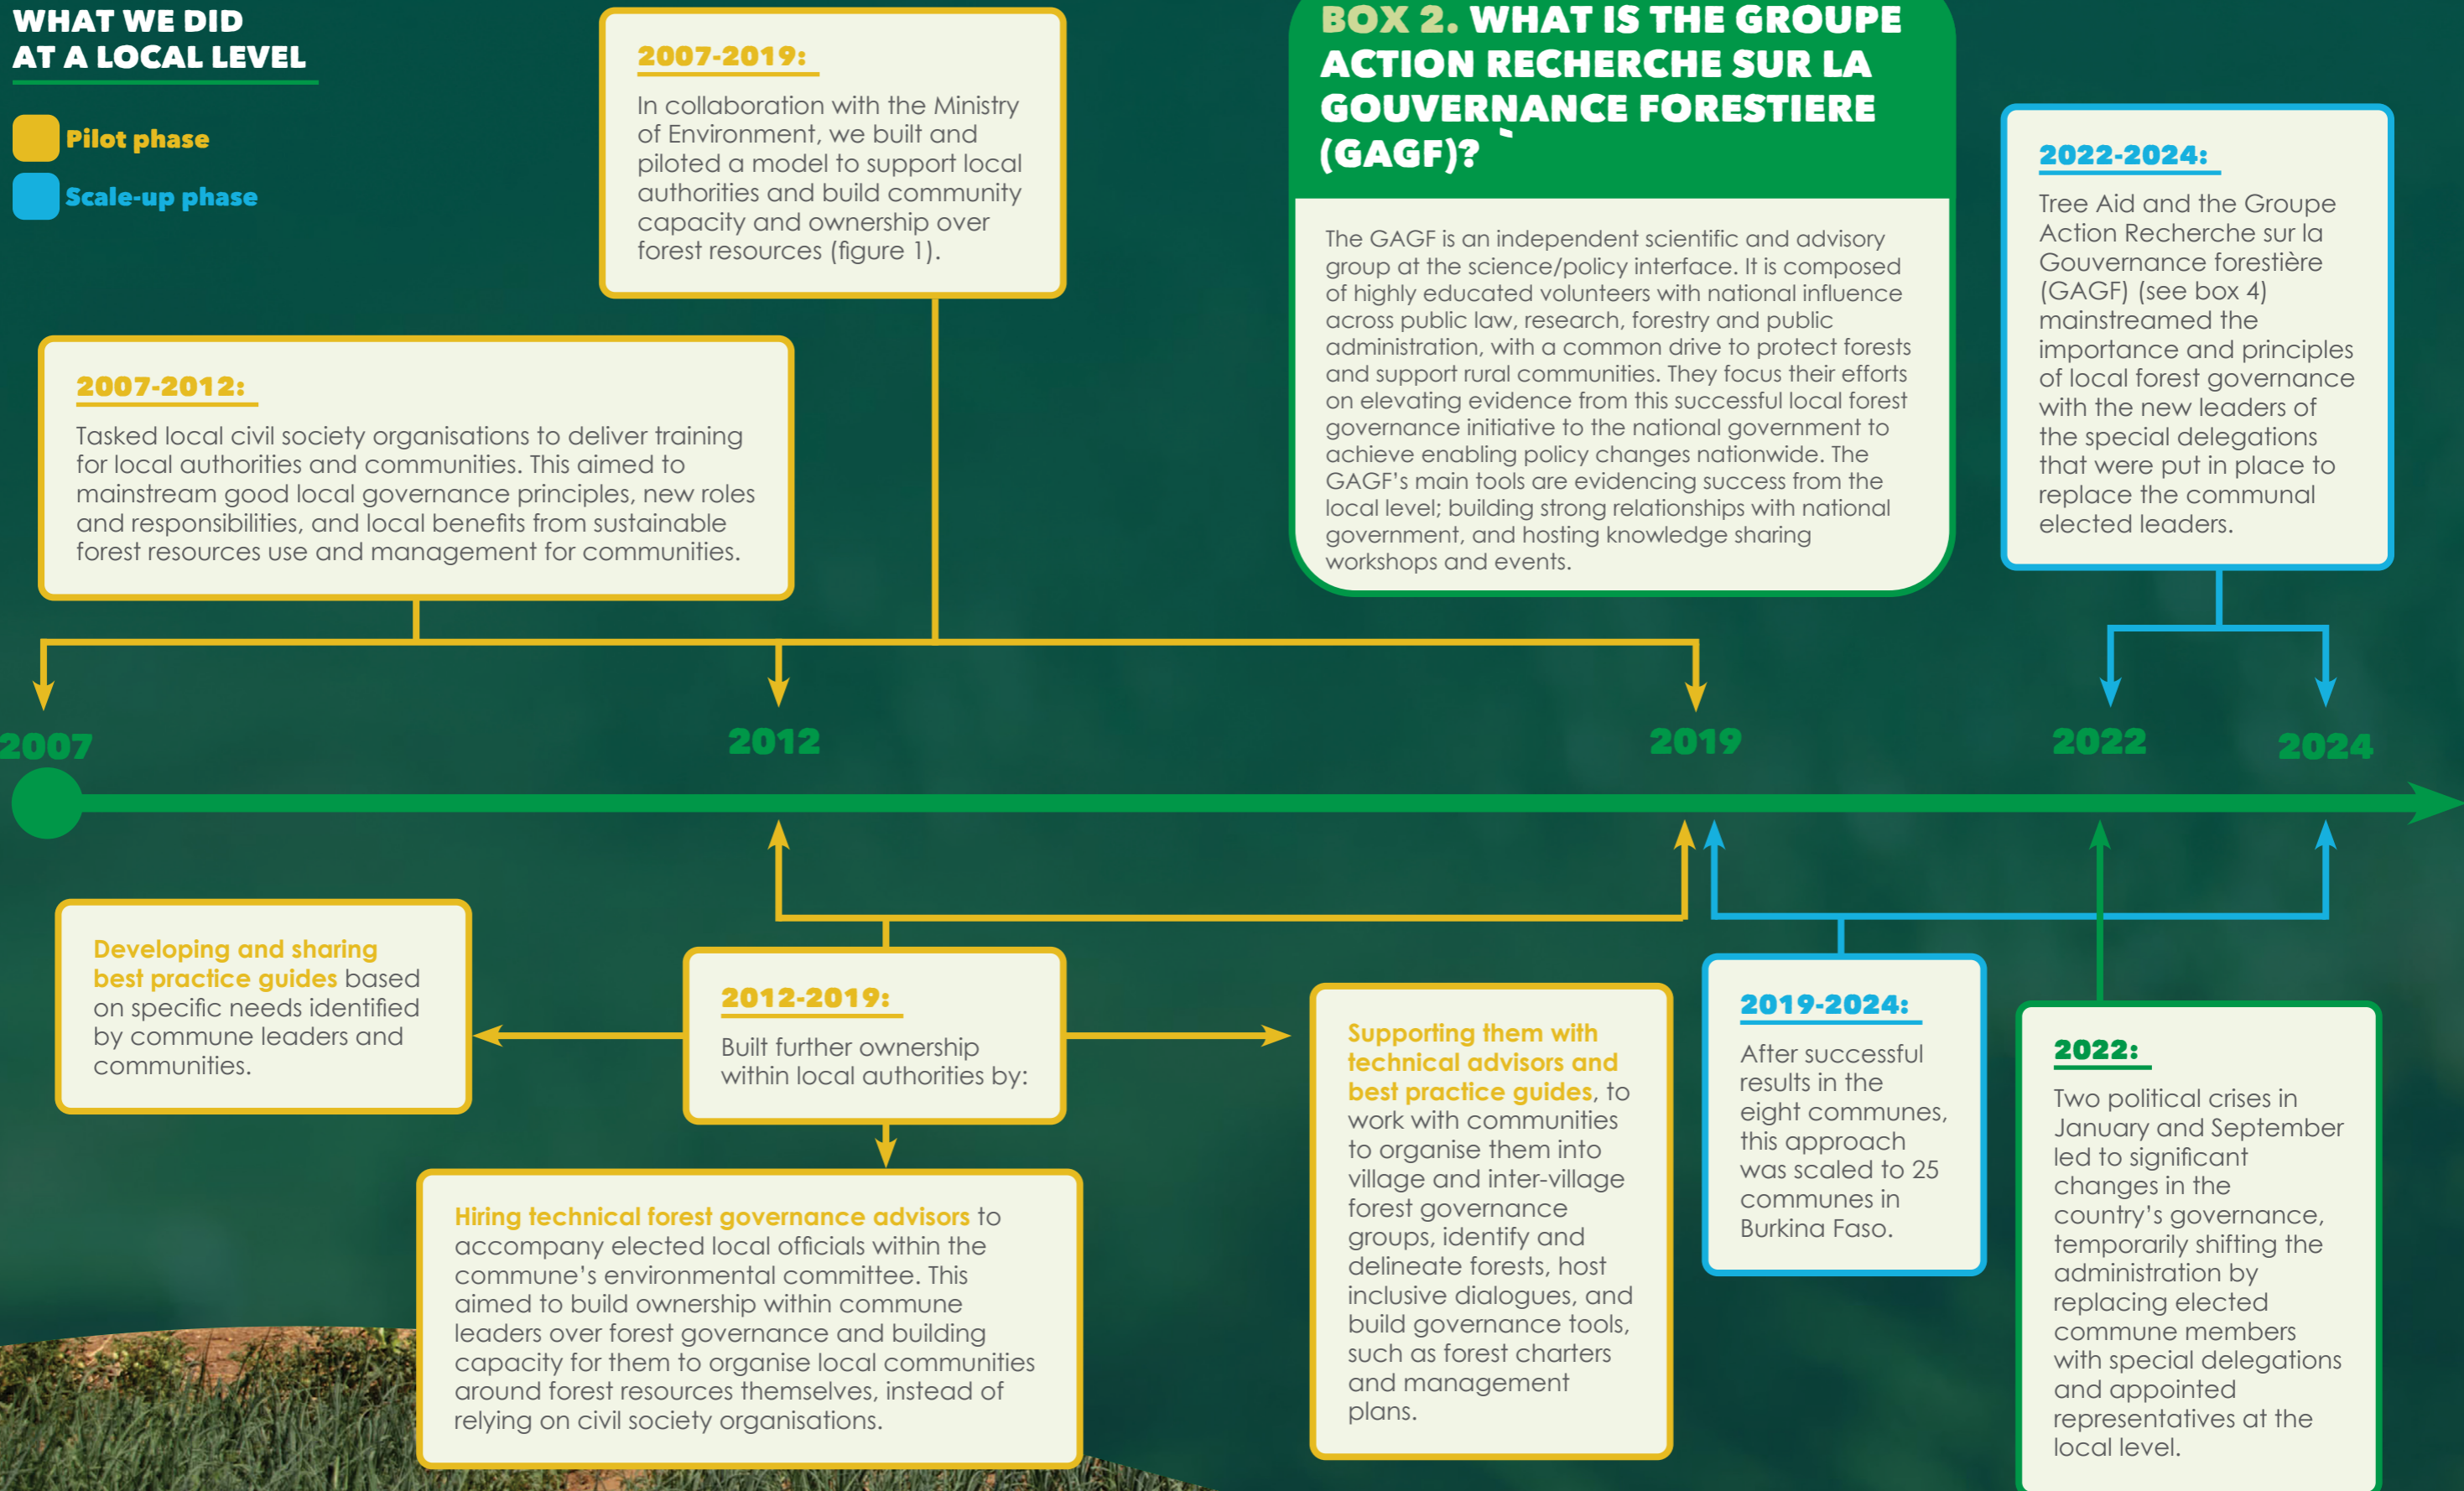 WHAT WE DID
AT A LOCAL LEVEL
Pilot phase
Scale-up phase
2007-2019:
In collaboration with the Ministry
of Environment, we built and
piloted a model to support local
authorities and build community
capacity and ownership over
forest resources (figure 1).
2007-2012:
Tasked local civil society organisations to deliver training
for local authorities and communities. This aimed to
mainstream good local governance principles, new roles
and responsibilities, and local benefits from sustainable
forest resources use and management for communities.
BOX 2. WHAT IS THE GROUPE
ACTION RECHERCHE SUR LA
GOUVERNANCE FORESTIERE
(GAGF)? `
The GAGF is an independent scientific and advisory
group at the science/policy interface. It is composed
of highly educated volunteers with national influence
across public law, research, forestry and public
administration, with a common drive to protect forests
and support rural communities. They focus their efforts
on elevating evidence from this successful local forest
governance initiative to the national government to
achieve enabling policy changes nationwide. The
GAGF's main tools are evidencing success from the
local level; building strong relationships with national
government, and hosting knowledge sharing
workshops and events.
2022-2024:
Tree Aid and the Groupe
Action Recherche sur la
Gouvernance forestière
(GAGF) (see box 4)
mainstreamed the
importance and principles
of local forest governance
with the new leaders of
the special delegations
that were put in place to
replace the communal
elected leaders.
2007
2012
2019
2022
2024
Developing and sharing
best practice guides based
on specific needs identified
by commune leaders and
communities.
2012-2019:
Built further ownership
within local authorities by:
Hiring technical forest governance advisors to
accompany elected local officials within the
commune's environmental committee. This
aimed to build ownership within commune
leaders over forest governance and building
capacity for them to organise local communities
around forest resources themselves, instead of
relying on civil society organisations.
Supporting them with
technical advisors and
best practice guides, to
work with communities
to organise them into
village and inter-village
forest governance
groups, identify and
delineate forests, host
inclusive dialogues, and
build governance tools,
such as forest charters
and management
plans.
2019-2024:
After successful
results in the
eight communes,
this approach
was scaled to 25
communes in
Burkina Faso.
2022:
Two political crises in
January and September
led to significant
changes in the
country's governance,
temporarily shifting the
administration by
replacing elected
commune members
with special delegations
and appointed
representatives at the
local level.